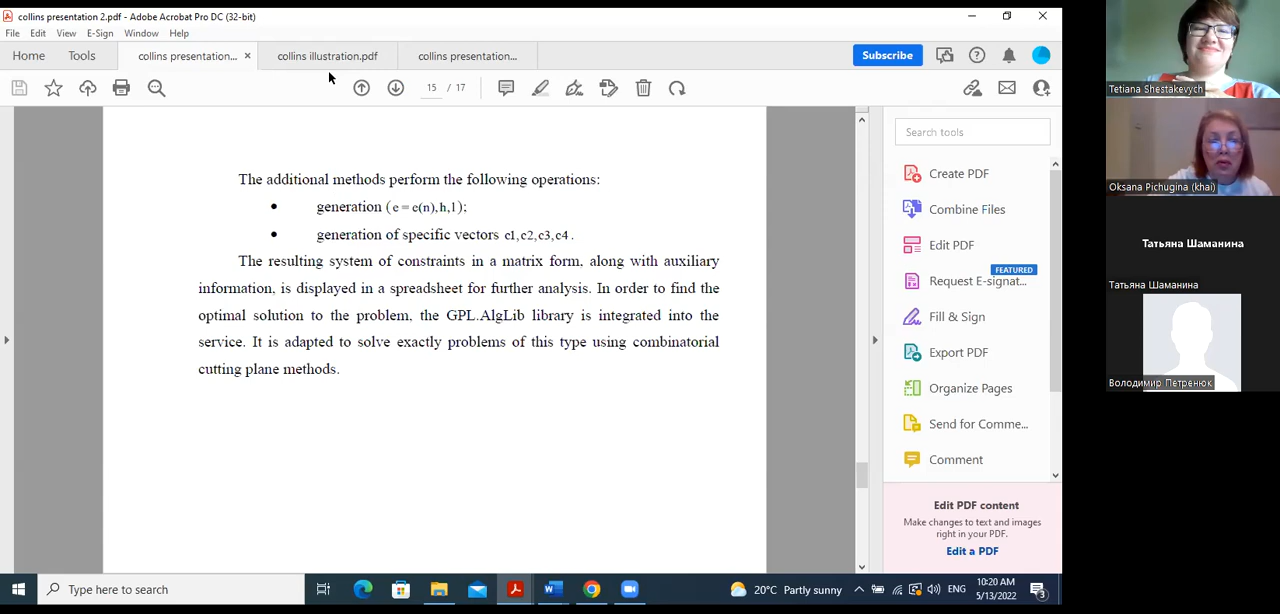 collins presentation 2.pdf - Adobe Acrobat Pro DC (32-bit)
File Edit View E-Sign Window Help
Home Tools collins presentation... × collins illustration.pdf collins presentation... Subscribe
15 / 17
The additional methods perform the following operations:
• generation (c = c(n),h,1);
• generation of specific vectors c1,c2,c3,c4 .
The resulting system of constraints in a matrix form, along with auxiliary
information, is displayed in a spreadsheet for further analysis. In order to find the
optimal solution to the problem, the GPL.AlgLib library is integrated into the
service. It is adapted to solve exactly problems of this type using combinatorial
cutting plane methods.
Search tools
Create PDF
Combine Files
Edit PDF
FEATURED
Request E-signat...
Fill & Sign
Export PDF
Organize Pages
Send for Comme...
Comment
Edit PDF content
Make changes to text and images
right in your PDF.
Edit a PDF
Type here to search
20°C Partly sunny
ENG
10:20 AM
5/13/2022
3
Tetiana Shestakevych
Oksana Pichugina (khai)
Татьяна Шаманина
Татьяна Шаманина
Володимир Петренюк